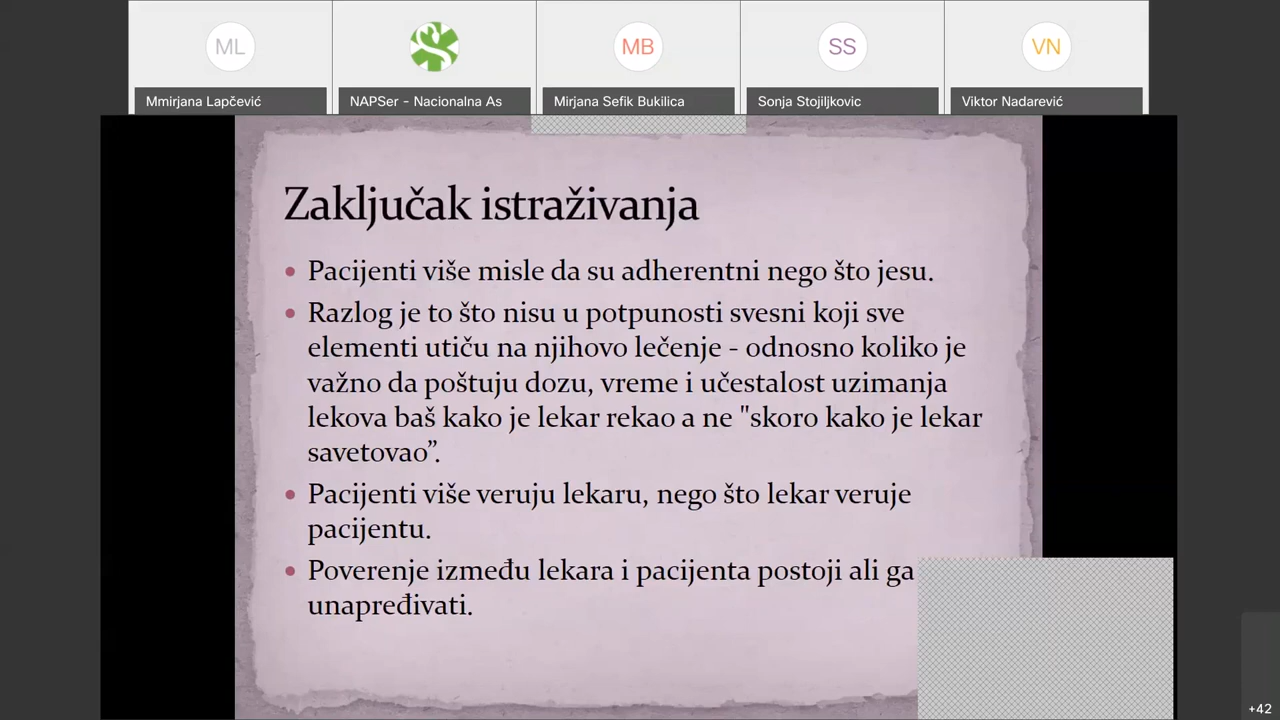 ML
MB
SS
VN
Mmirjana Lapčević
NAPSer - Nacionalna As
Mirjana Sefik Bukilica
Sonja Stojiljkovic
Viktor Nadarević
Zaključak istraživanja
• Pacijenti više misle da su adherentni nego što jesu.
• Razlog je to što nisu u potpunosti svesni koji sve
elementi utiču na njihovo lečenje - odnosno koliko je
važno da poštuju dozu, vreme i učestalost uzimanja
lekova baš kako je lekar rekao a ne "skoro kako je lekar
savetovao”.
• Pacijenti više veruju lekaru, nego što lekar veruje
pacijentu.
• Poverenje između lekara i pacijenta postoji ali ga
unapređivati.
+42